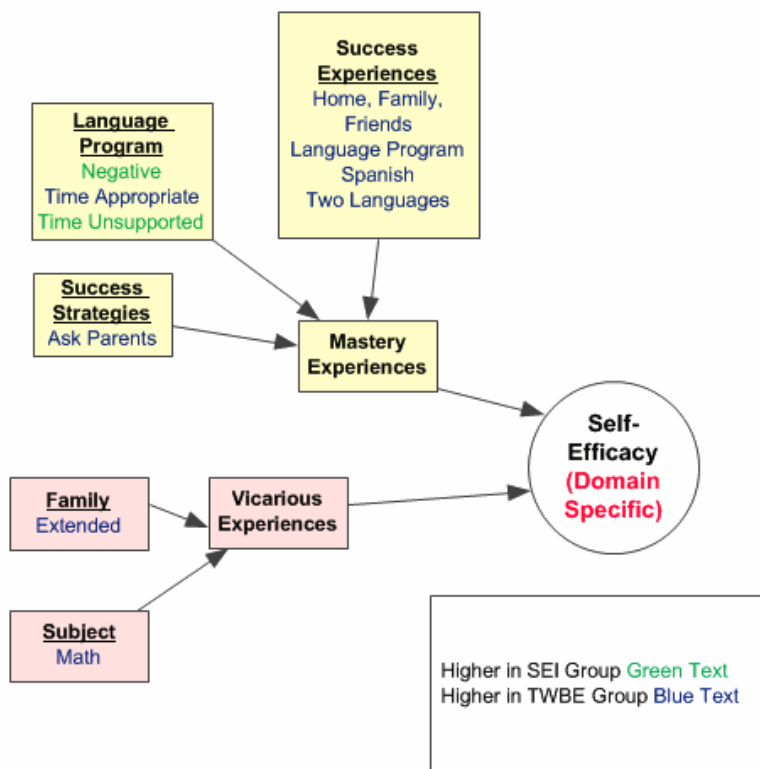 Success
Experiences
Home, Family,
Friends
Language Program
Spanish
Two Languages
Language
Program
Negative
Time Appropriate
Time Unsupported
Success
Strategies
Ask Parents
Mastery
Experiences
Self-
Efficacy
(Domain
Specific)
Family
Extended
Vicarious
Experiences
Subject
Math
Higher in SEI Group Green Text
Higher in TWBE Group Blue Text